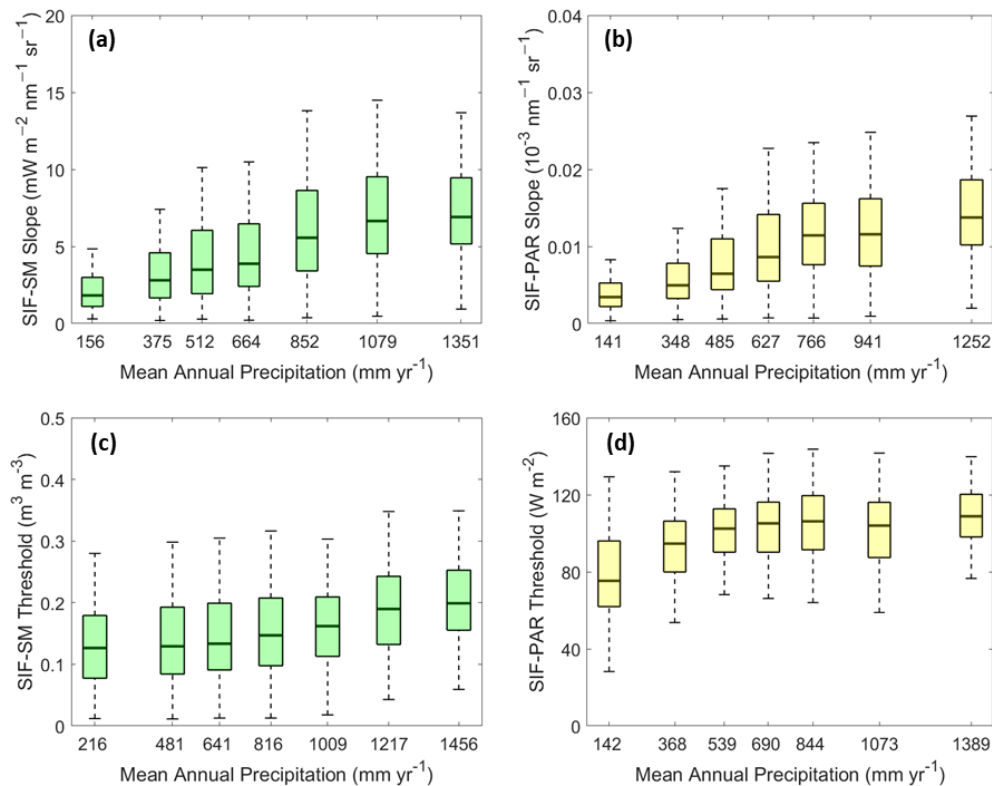 (a)
20
15
10
5
0
SIF-SM Slope (mW m⁻² nm⁻¹ sr⁻¹)
156 375 512 664 852 1079 1351
Mean Annual Precipitation (mm yr⁻¹)
(b)
0.04
0.03
0.02
0.01
0
SIF-PAR Slope (10⁻³ nm⁻¹ sr⁻¹)
141 348 485 627 766 941 1252
Mean Annual Precipitation (mm yr⁻¹)
(c)
0.5
0.4
0.3
0.2
0.1
0
SIF-SM Threshold (m³ m⁻³)
216 481 641 816 1009 1217 1456
Mean Annual Precipitation (mm yr⁻¹)
(d)
160
120
80
40
0
SIF-PAR Threshold (W m⁻²)
142 368 539 690 844 1073 1389
Mean Annual Precipitation (mm yr⁻¹)